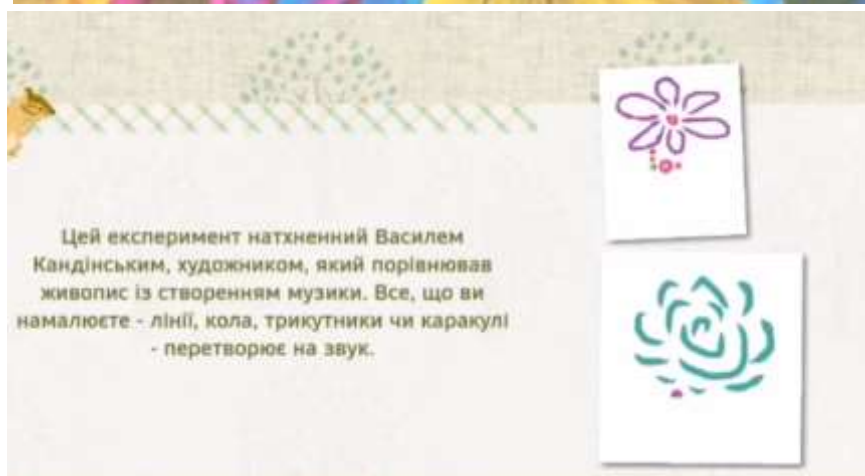 Цей експеримент натхненний Василем
Кандінським, художником, який порівнював
живопис із створенням музики. Все, що ви
намалюєте - лінії, кола, трикутники чи каракулі
- перетворює на звук.